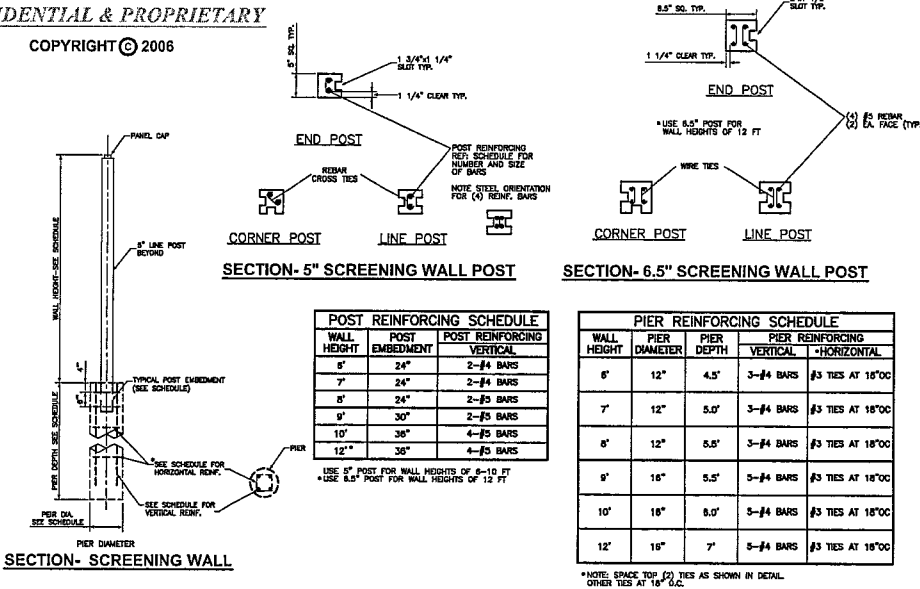 IDENTIAL & PROPRIETARY
COPYRIGHT © 2006
5" SQ. TYP.
1 3/4"x1 1/4"
SLOT TYP.
1 1/4" CLEAR TYP.
END POST
REBAR
CROSS TIES
POST REINFORCING
REF: SCHEDULE FOR
NUMBER AND SIZE
OF BARS
NOTE STEEL ORIENTATION
FOR (4) REINF. BARS
CORNER POST
LINE POST
SECTION- 5" SCREENING WALL POST
6.5" SQ. TYP.
SLOT TYP.
1 1/4" CLEAR TYP.
END POST
*USE 6.5" POST FOR
WALL HEIGHTS OF 12 FT
(4) #5 REBAR
(2) EA. FACE (TYP
WIRE TIES
CORNER POST
LINE POST
SECTION- 6.5" SCREENING WALL POST
PANEL CAP
WALL HEIGHT-SEE SCHEDULE
5" LINE POST
BEYOND
4"
6"
TYPICAL POST EMBEDMENT
(SEE SCHEDULE)
PIER DEPTH SEE SCHEDULE
*SEE SCHEDULE FOR
HORIZONTAL REINF.
PIER
SEE SCHEDULE FOR
VERTICAL REINF.
PEIR DIA.
SEE SCHEDULE
PIER DIAMETER
SECTION- SCREENING WALL
POST REINFORCING SCHEDULE
WALL HEIGHT POST EMBEDMENT POST REINFORCING VERTICAL
6' 24" 2-#4 BARS
7' 24" 2-#4 BARS
8' 24" 2-#5 BARS
9' 30" 2-#5 BARS
10' 36" 4-#5 BARS
12'* 36" 4-#5 BARS
USE 5" POST FOR WALL HEIGHTS OF 6-10 FT
*USE 6.5" POST FOR WALL HEIGHTS OF 12 FT
PIER REINFORCING SCHEDULE
WALL HEIGHT PIER DIAMETER PIER DEPTH PIER REINFORCING VERTICAL *HORIZONTAL
6' 12" 4.5' 3-#4 BARS #3 TIES AT 18"OC
7' 12" 5.0' 3-#4 BARS #3 TIES AT 18"OC
8' 12" 5.5' 3-#4 BARS #3 TIES AT 18"OC
9' 16" 5.5' 5-#4 BARS #3 TIES AT 18"OC
10' 16" 6.0' 5-#4 BARS #3 TIES AT 18"OC
12' 16" 7' 5-#4 BARS #3 TIES AT 18"OC
*NOTE: SPACE TOP (2) TIES AS SHOWN IN DETAIL.
OTHER TIES AT 18" O.C.